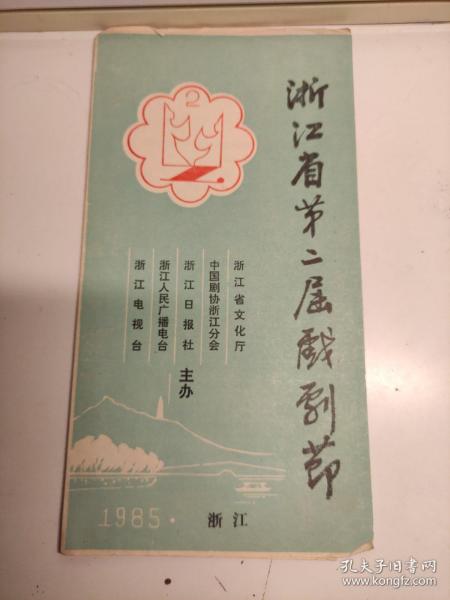 浙江省第二届戏剧节
2
浙江省文化厅
中国剧协浙江分会
浙江日报社
浙江人民广播电台
浙江电视台
主办
1985.
浙江
孔夫子旧书网
www.kongfz.com